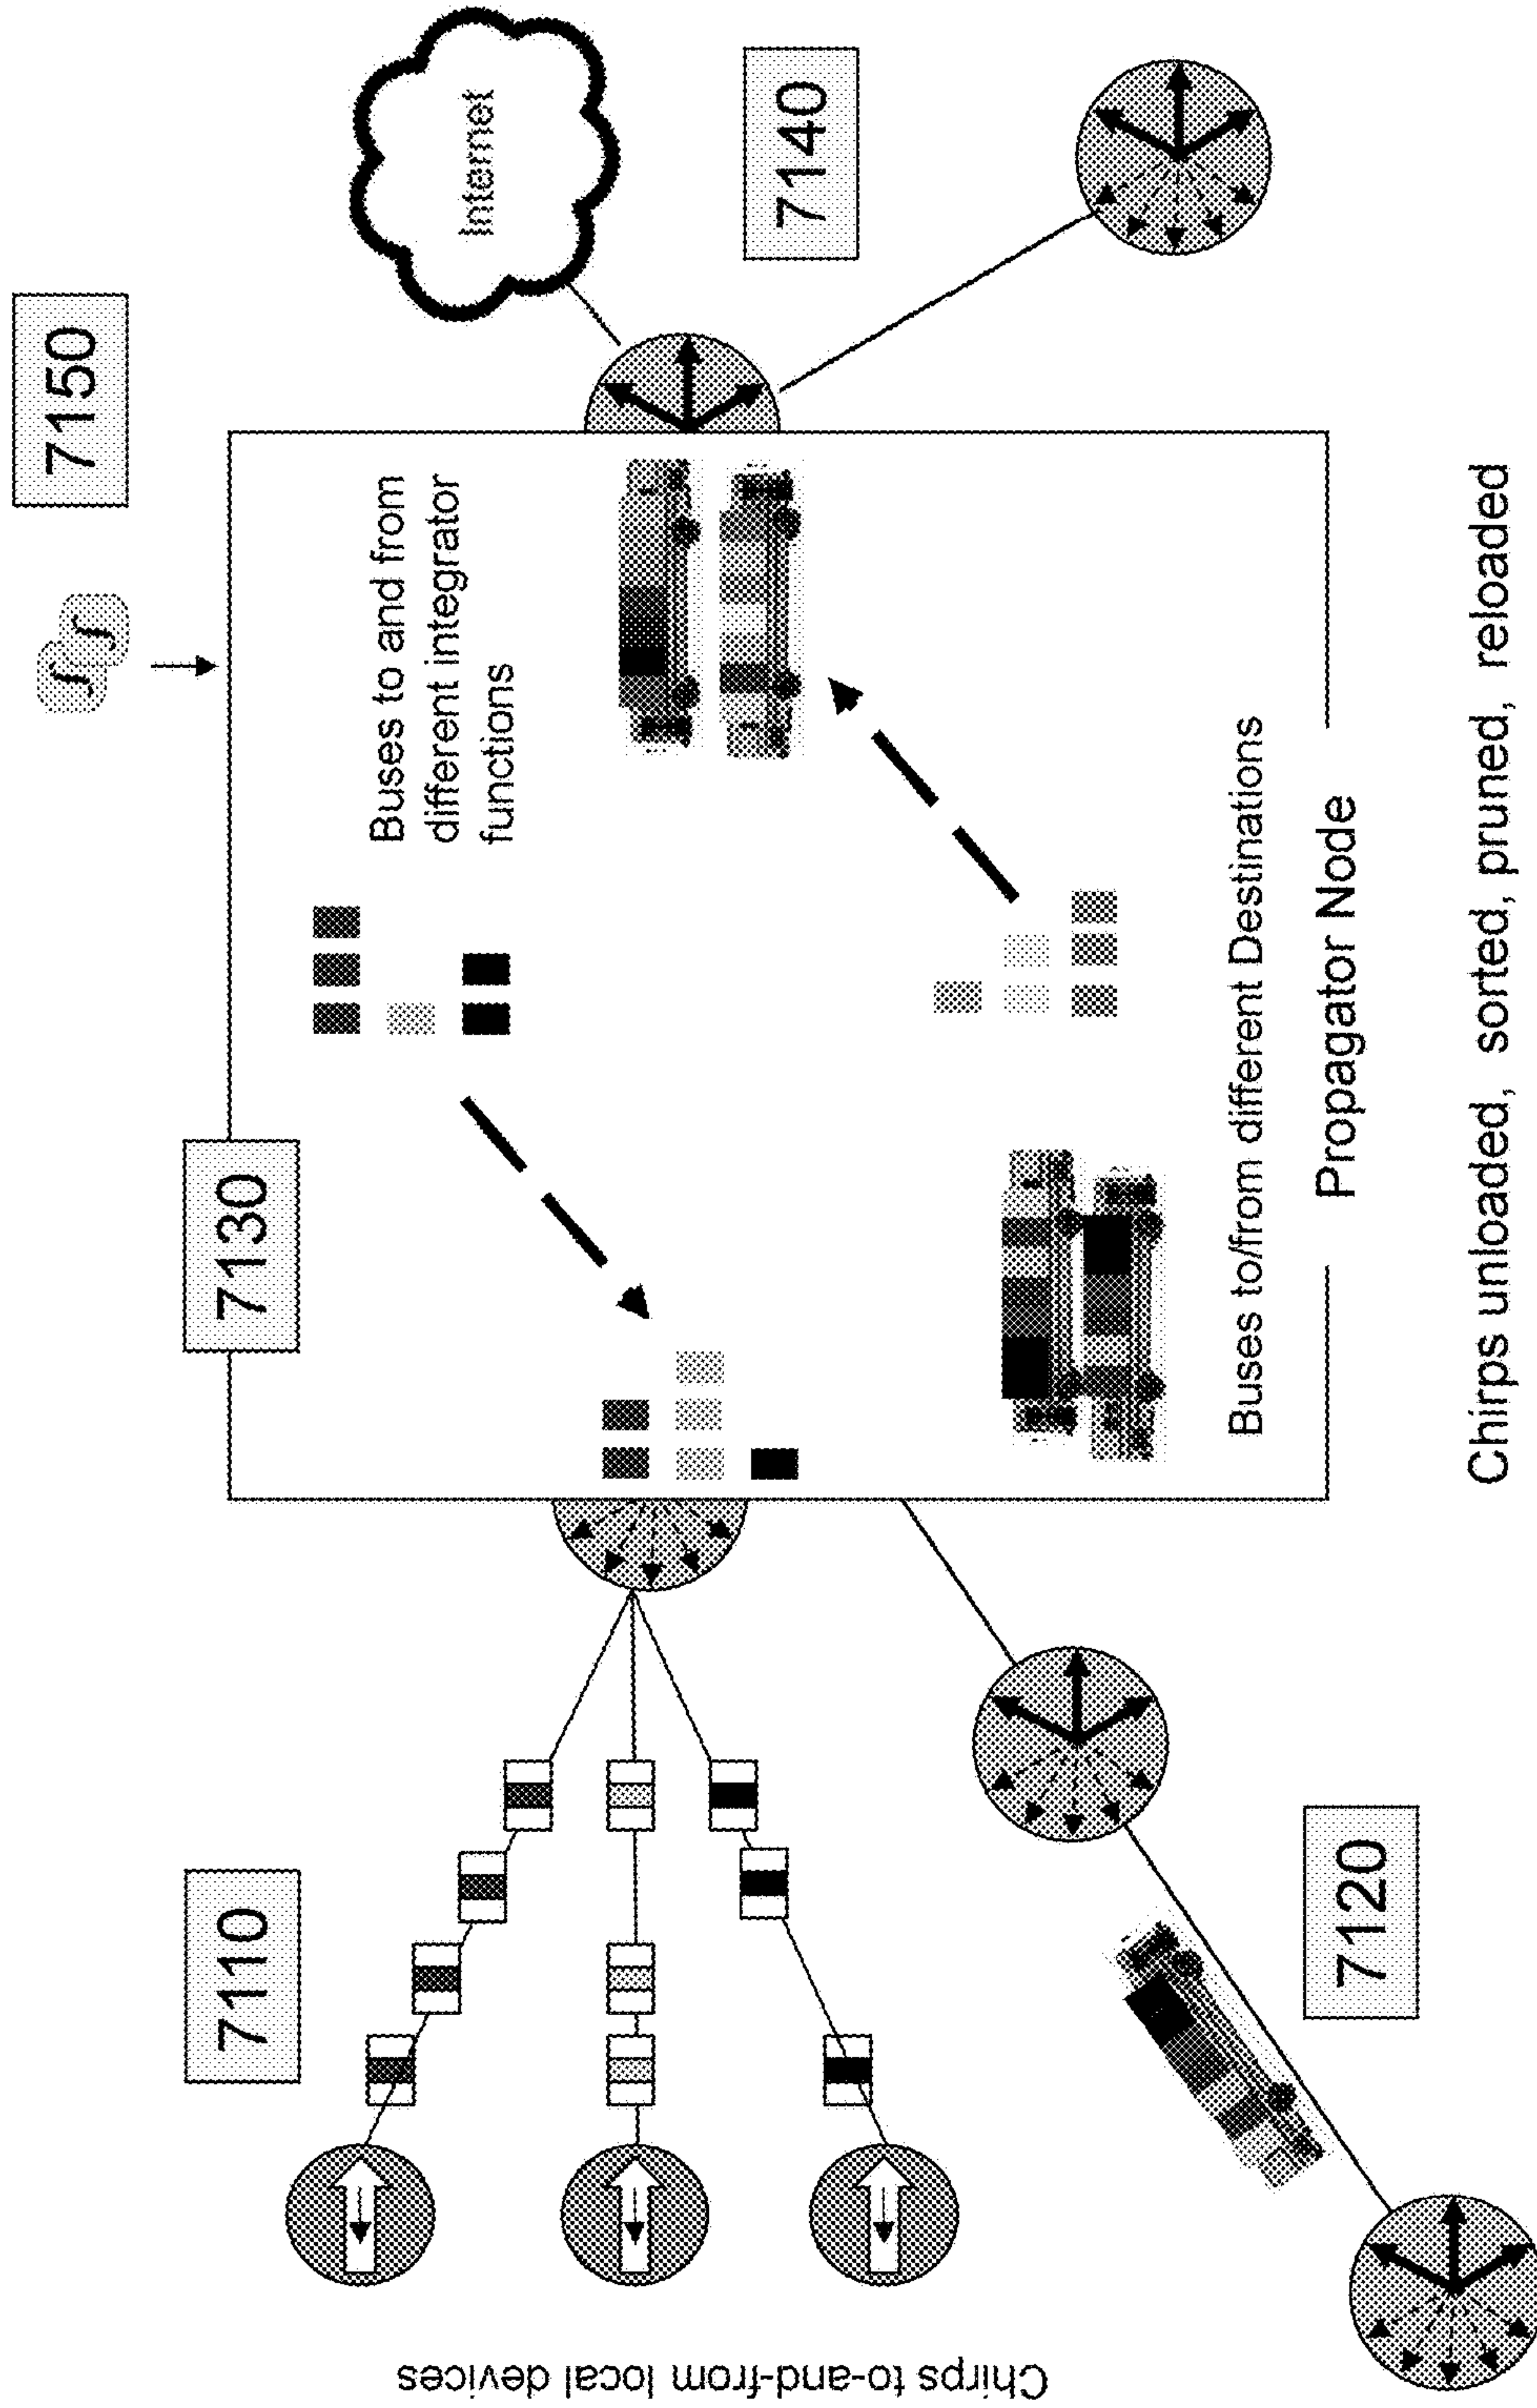 7150
ʃʃ
Internet
7130
Buses to and from
different integrator
functions
7140
7110
Chirps to-and-from local devices
7120
Buses to/from different Destinations
Propagator Node
Chirps unloaded, sorted, pruned, reloaded